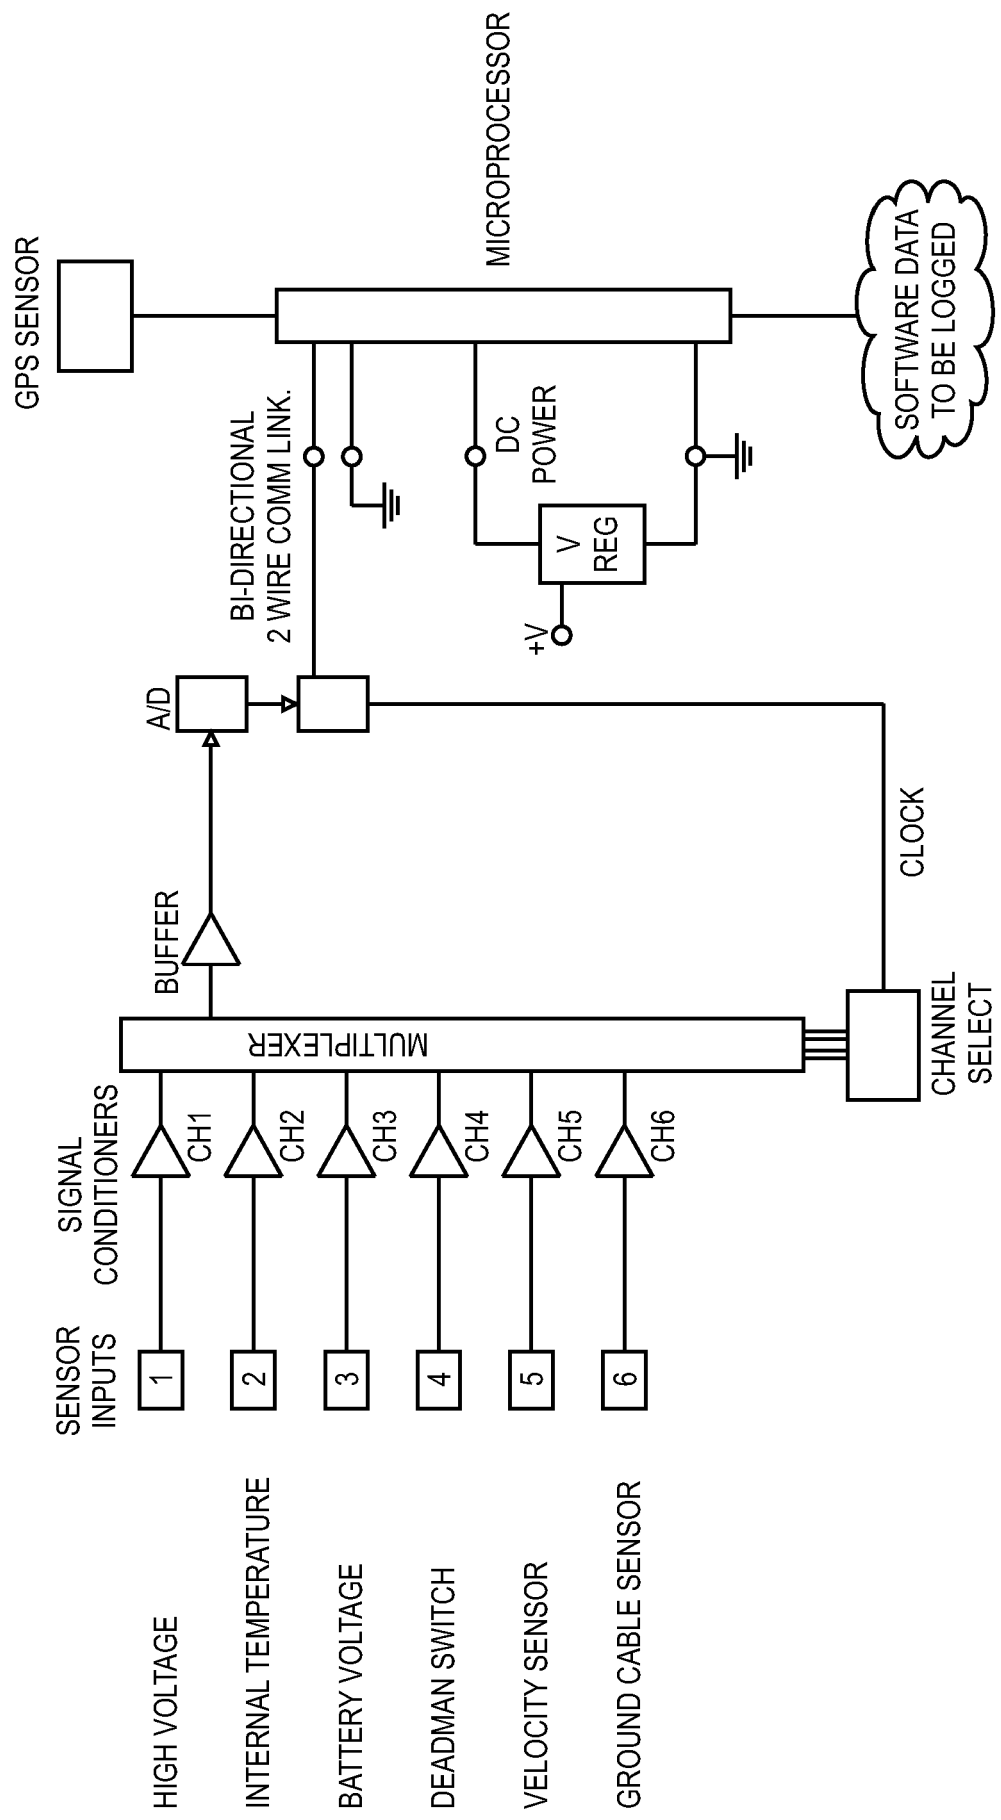 HIGH VOLTAGE
INTERNAL TEMPERATURE
BATTERY VOLTAGE
DEADMAN SWITCH
VELOCITY SENSOR
GROUND CABLE SENSOR
SENSOR
INPUTS
1
2
3
4
5
6
SIGNAL
CONDITIONERS
CH1
CH2
CH3
CH4
CH5
CH6
MULTIPLEXER
CHANNEL
SELECT
BUFFER
CLOCK
A/D
BI-DIRECTIONAL
2 WIRE COMM LINK.
+V
V
REG
DC
POWER
GPS SENSOR
MICROPROCESSOR
SOFTWARE DATA
TO BE LOGGED